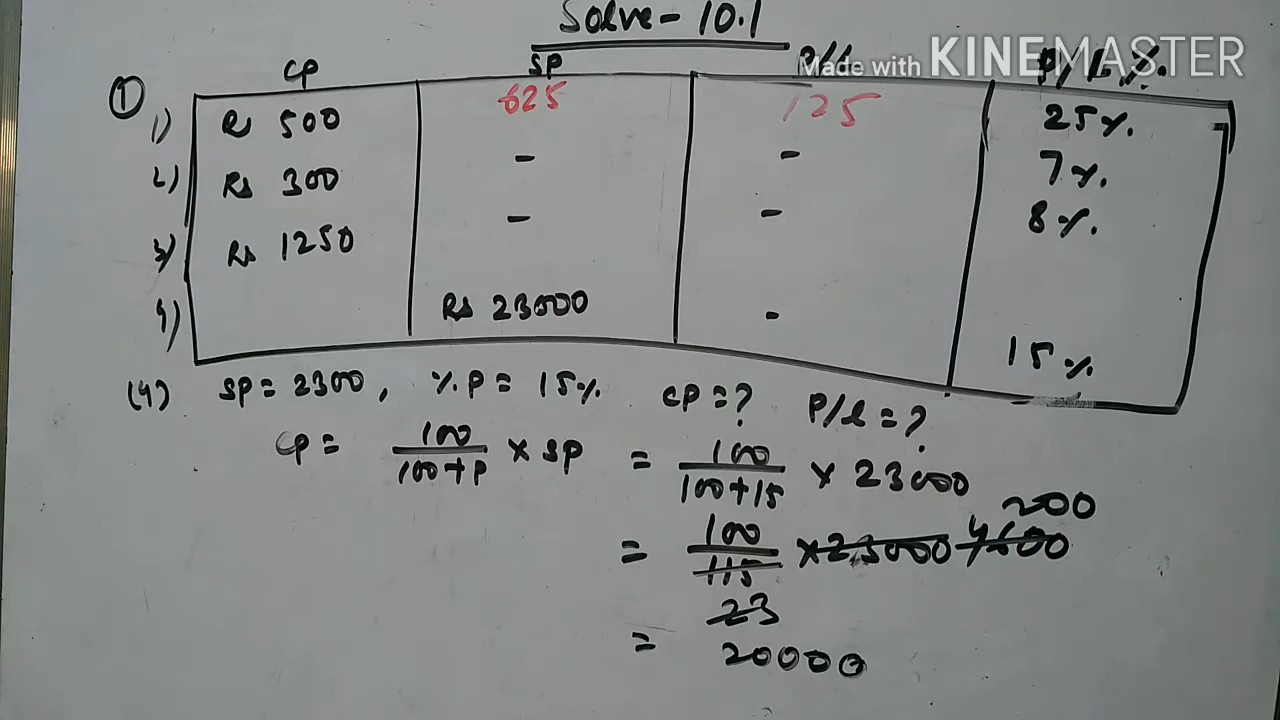 Solve - 10.1
Made with KINEMASTER
CP SP P/L P/L %.
① 1) Rs 500 625 125 25%.
2) Rs 300 - - 7%.
3) Rs 1250 - - 8%.
4) Rs 23000 - 15%
(4) SP = 2300, %.P = 15% CP = ? P/L = ?
CP = 100/100+P × SP = 100/100+15 × 23000
200
= 100/115 × 23000 4600
23
= 20000